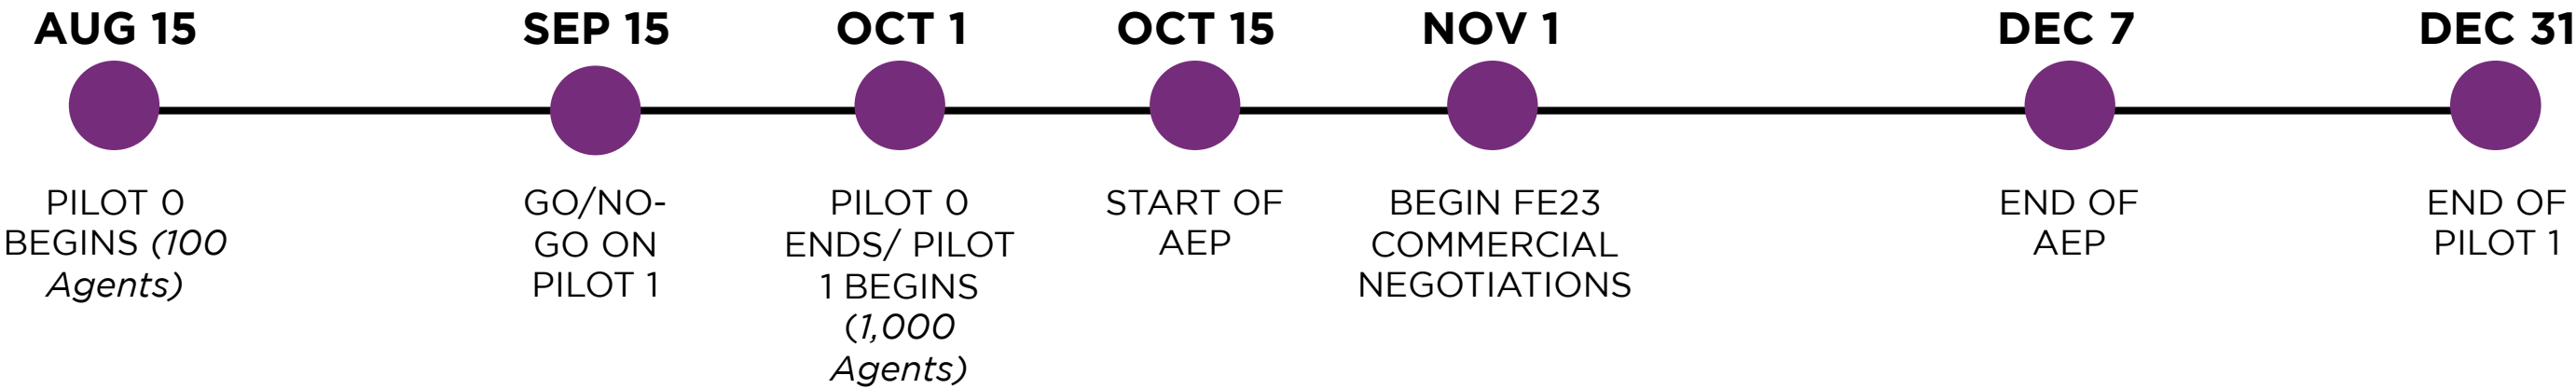 AUG 15
SEP 15
OCT 1
OCT 15
NOV 1
DEC 7
DEC 31
PILOT 0
BEGINS (100
Agents)
GO/NO-
GO ON
PILOT 1
PILOT 0
ENDS/ PILOT
1 BEGINS
(1,000
Agents)
START OF
AEP
BEGIN FE23
COMMERCIAL
NEGOTIATIONS
END OF
AEP
END OF
PILOT 1